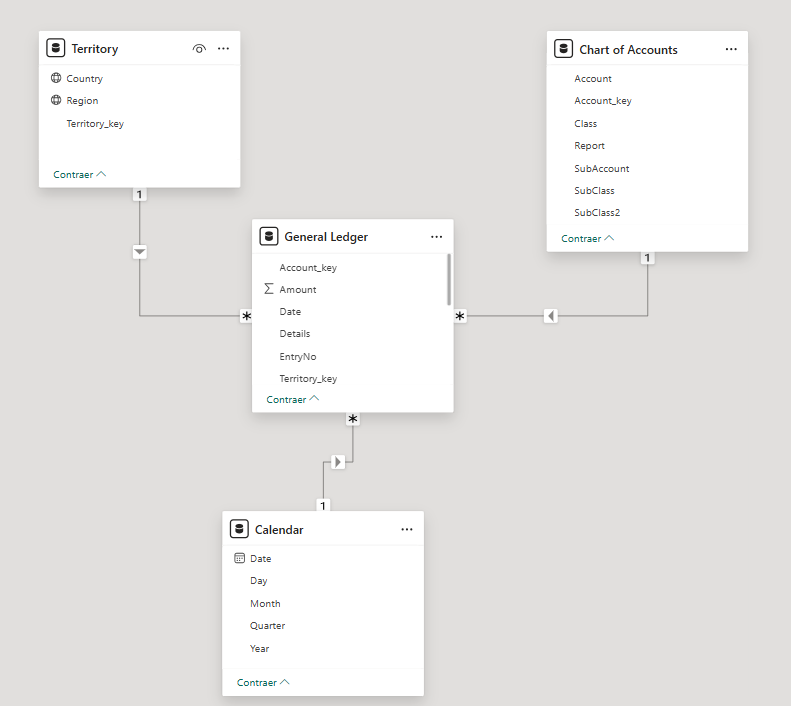 Territory
Country
Region
Territory_key
Contraer
1
Chart of Accounts
Account
Account_key
Class
Report
SubAccount
SubClass
SubClass2
Contraer
1
General Ledger
Account_key
Σ Amount
Date
Details
EntryNo
Territory_key
Contraer
*
*
*
1
Calendar
Date
Day
Month
Quarter
Year
Contraer